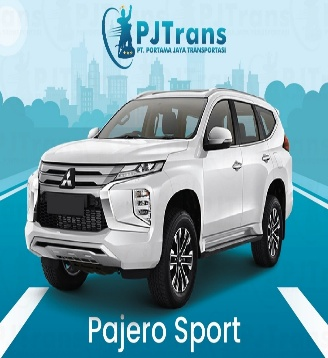 PJTrans
PT. PORTAMA JAYA TRANSPORTASI
Pajero Sport